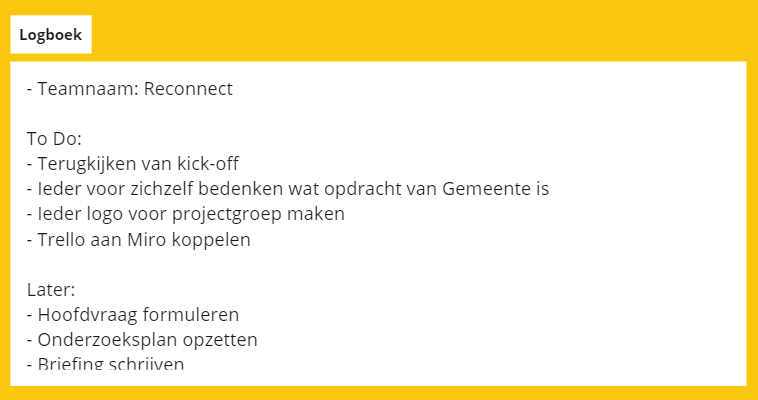 Logboek
- Teamnaam: Reconnect
To Do:
- Terugkijken van kick-off
- Ieder voor zichzelf bedenken wat opdracht van Gemeente is
- Ieder logo voor projectgroep maken
- Trello aan Miro koppelen
Later:
- Hoofdvraag formuleren
- Onderzoeksplan opzetten
- Briefing schrijven